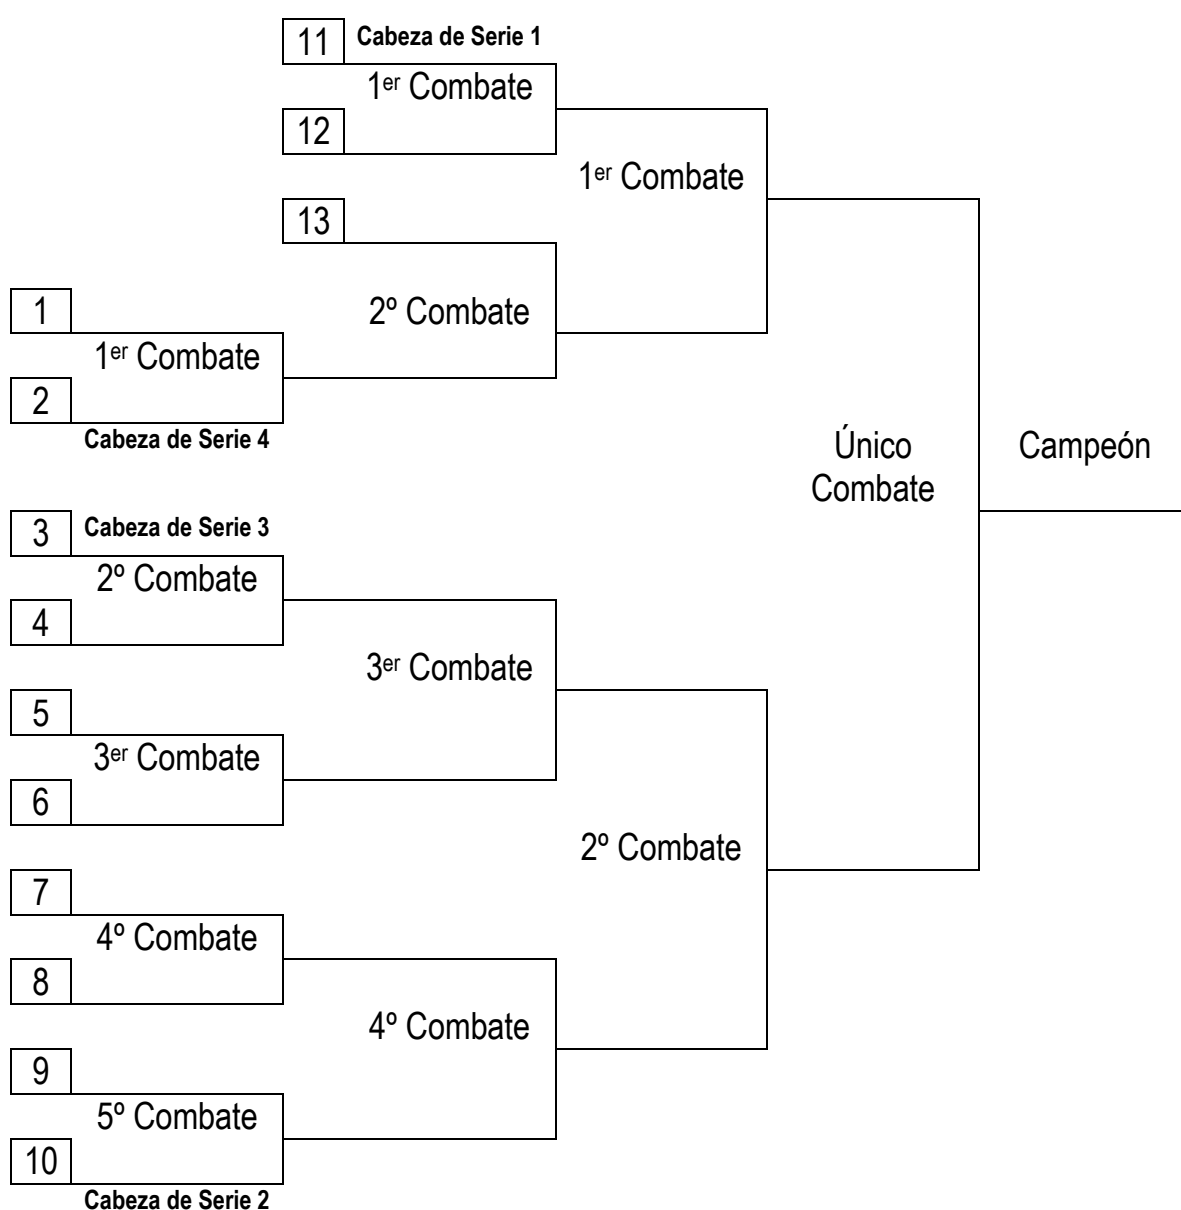 11 Cabeza de Serie 1
1er Combate
12
1er Combate
13
1
2º Combate
1er Combate
2
Cabeza de Serie 4
Único
Combate
Campeón
3 Cabeza de Serie 3
2º Combate
4
3er Combate
5
3er Combate
6
2º Combate
7
4º Combate
8
4º Combate
9
5º Combate
10
Cabeza de Serie 2